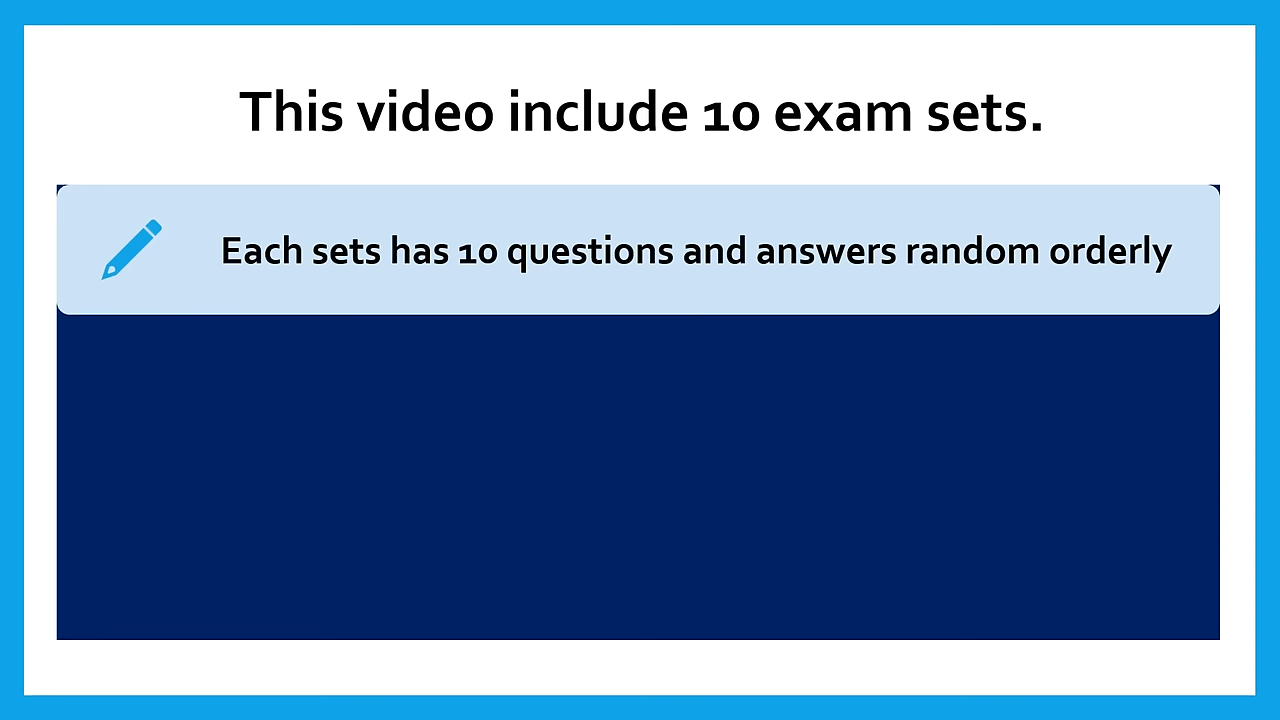 This video include 10 exam sets.
Each sets has 10 questions and answers random orderly